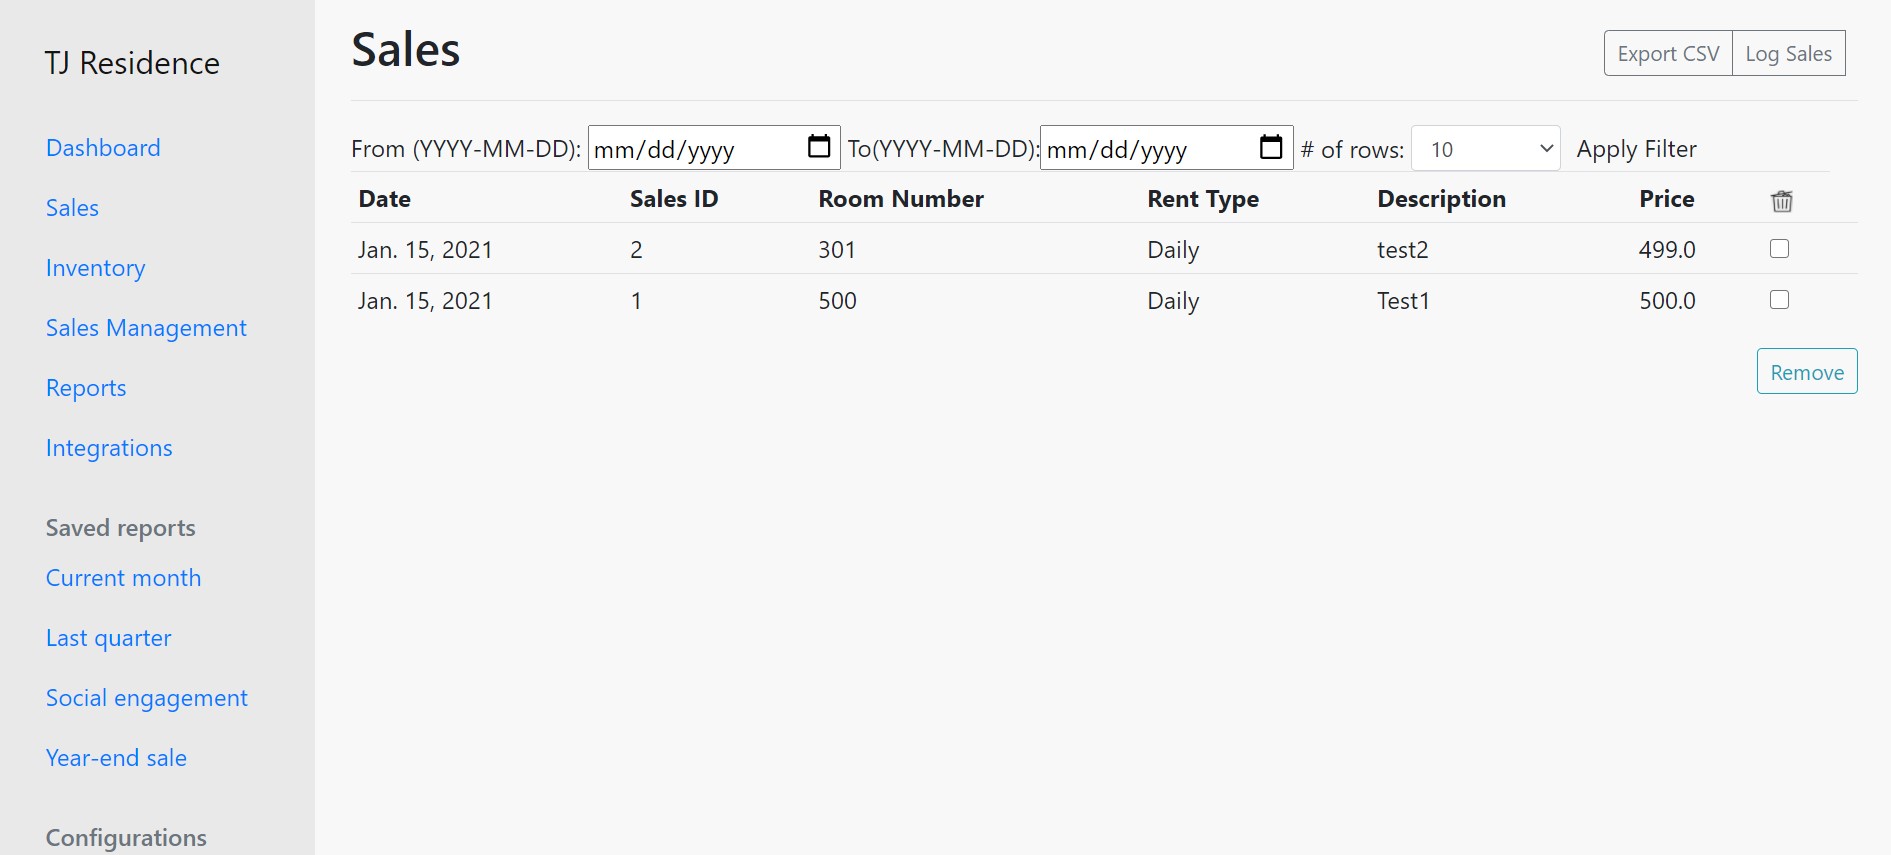 TJ Residence
Dashboard
Sales
Inventory
Sales Management
Reports
Integrations
Saved reports
Current month
Last quarter
Social engagement
Year-end sale
Configurations
Sales
Export CSV Log Sales
From (YYYY-MM-DD): mm/dd/yyyy To(YYYY-MM-DD): mm/dd/yyyy # of rows: 10 Apply Filter
Date Sales ID Room Number Rent Type Description Price
Jan. 15, 2021 2 301 Daily test2 499.0
Jan. 15, 2021 1 500 Daily Test1 500.0
Remove